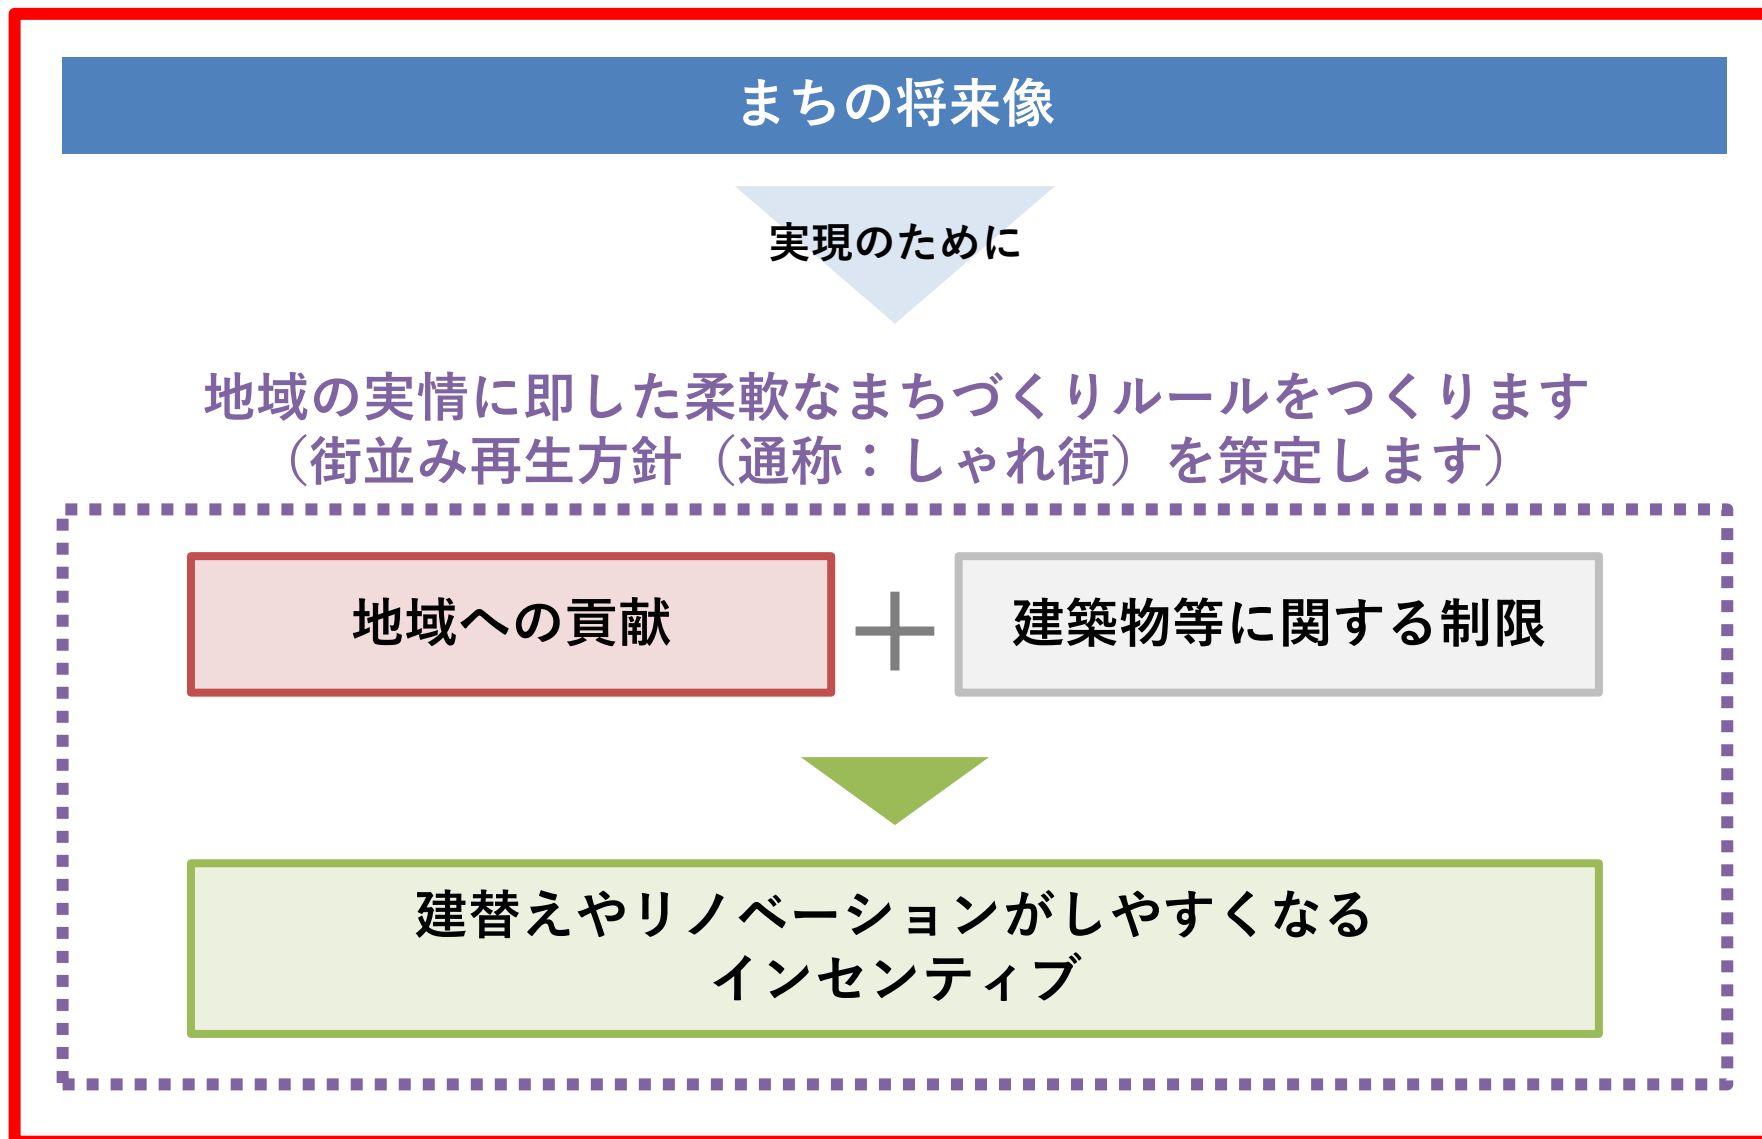 まちの将来像
実現のために
地域の実情に即した柔軟なまちづくりルールをつくります
（街並み再生方針（通称：しゃれ街）を策定します）
地域への貢献
＋
建築物等に関する制限
建替えやリノベーションがしやすくなる
インセンティブ